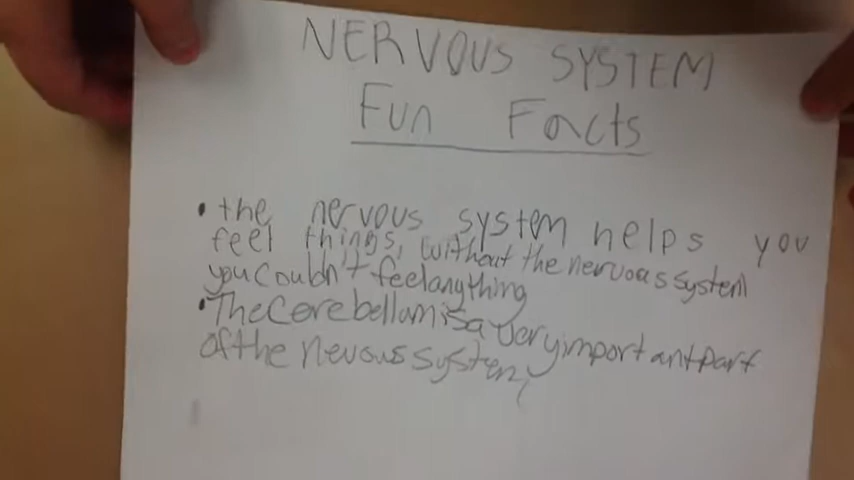 NERVOUS SYSTEM
Fun Facts
• the nervous system helps you
feel things, without the nervous system
you couldn't feel anything
• The cerebellum is a very important part
of the nevous system,